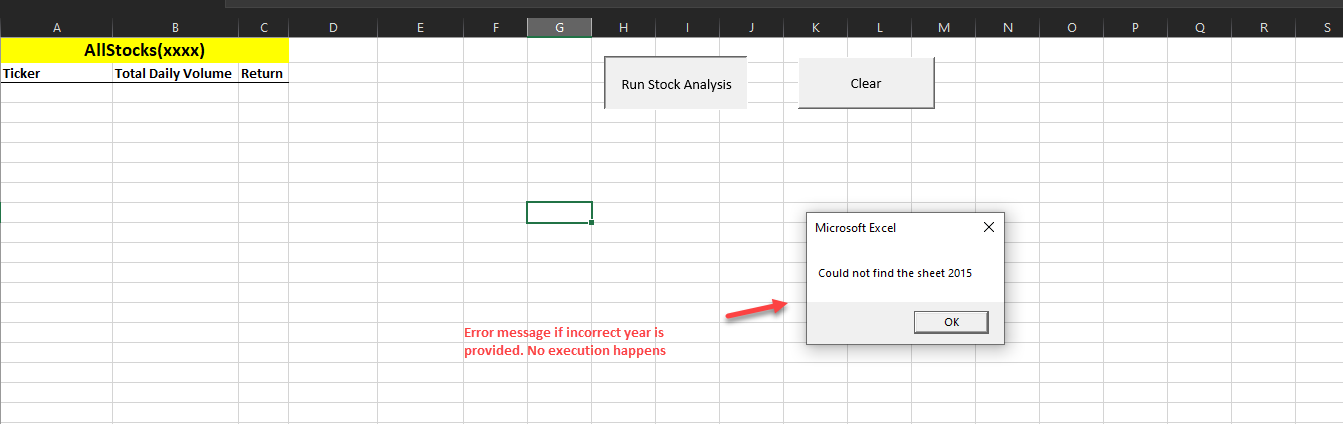 A B C D E F G H I J K L M N O P Q R S
AllStocks(xxxx)
Ticker Total Daily Volume Return
Run Stock Analysis Clear
Microsoft Excel
Could not find the sheet 2015
OK
Error message if incorrect year is
provided. No execution happens